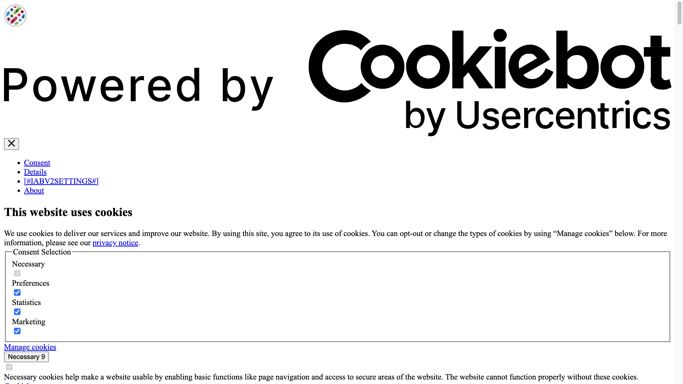 Powered by Cookiebot
by Usercentrics
Consent
Details
[#IABV2SETTINGS#]
About
This website uses cookies
We use cookies to deliver our services and improve our website. By using this site, you agree to its use of cookies. You can opt-out or change the types of cookies by using “Manage cookies” below. For more
information, please see our privacy notice.
Consent Selection
Necessary
Preferences
Statistics
Marketing
Manage cookies
Necessary 9
Necessary cookies help make a website usable by enabling basic functions like page navigation and access to secure areas of the website. The website cannot function properly without these cookies.